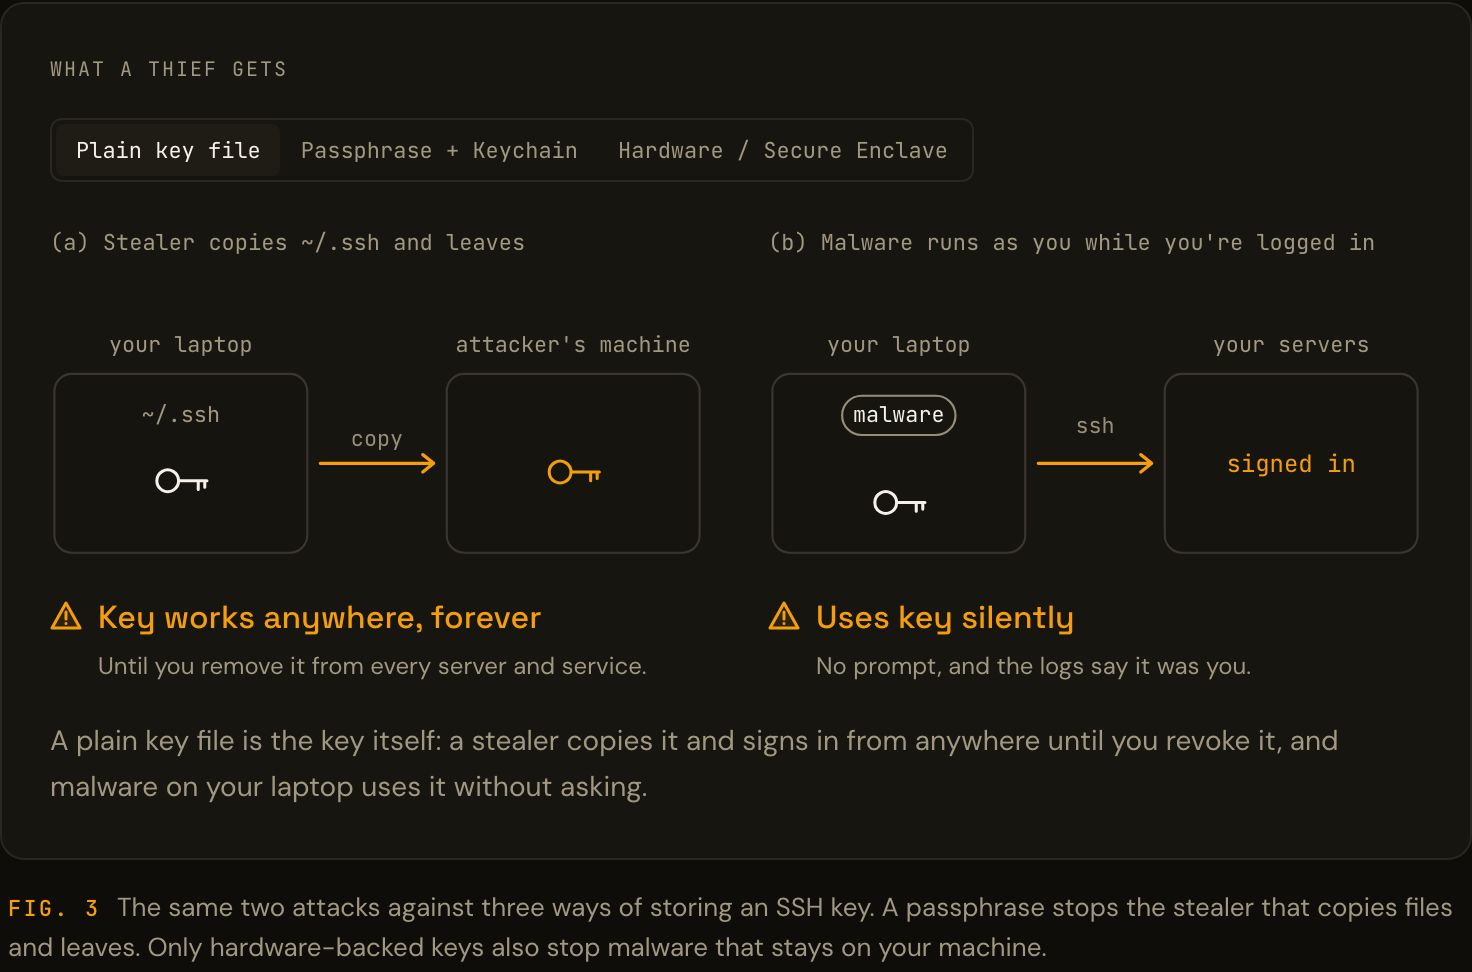 WHAT A THIEF GETS
Plain key file
Passphrase + Keychain
Hardware / Secure Enclave
(a) Stealer copies ~/.ssh and leaves
your laptop
attacker's machine
~/.ssh
copy
Key works anywhere, forever
Until you remove it from every server and service.
(b) Malware runs as you while you're logged in
your laptop
your servers
malware
ssh
signed in
Uses key silently
No prompt, and the logs say it was you.
A plain key file is the key itself: a stealer copies it and signs in from anywhere until you revoke it, and
malware on your laptop uses it without asking.
FIG. 3 The same two attacks against three ways of storing an SSH key. A passphrase stops the stealer that copies files
and leaves. Only hardware-backed keys also stop malware that stays on your machine.